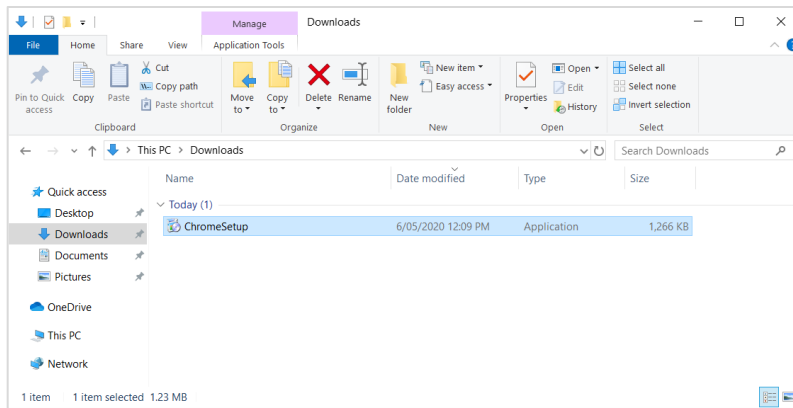 Manage
Downloads
File
Home
Share
View
Application Tools
Pin to Quick access
Copy
Paste
Cut
Copy path
Paste shortcut
Clipboard
Move to
Copy to
Delete
Rename
Organize
New folder
New item
Easy access
New
Properties
Open
Edit
History
Open
Select all
Select none
Invert selection
Select
This PC > Downloads
Search Downloads
Name
Date modified
Type
Size
Quick access
Desktop
Downloads
Documents
Pictures
OneDrive
This PC
Network
Today (1)
ChromeSetup 6/05/2020 12:09 PM Application 1,266 KB
1 item 1 item selected 1.23 MB